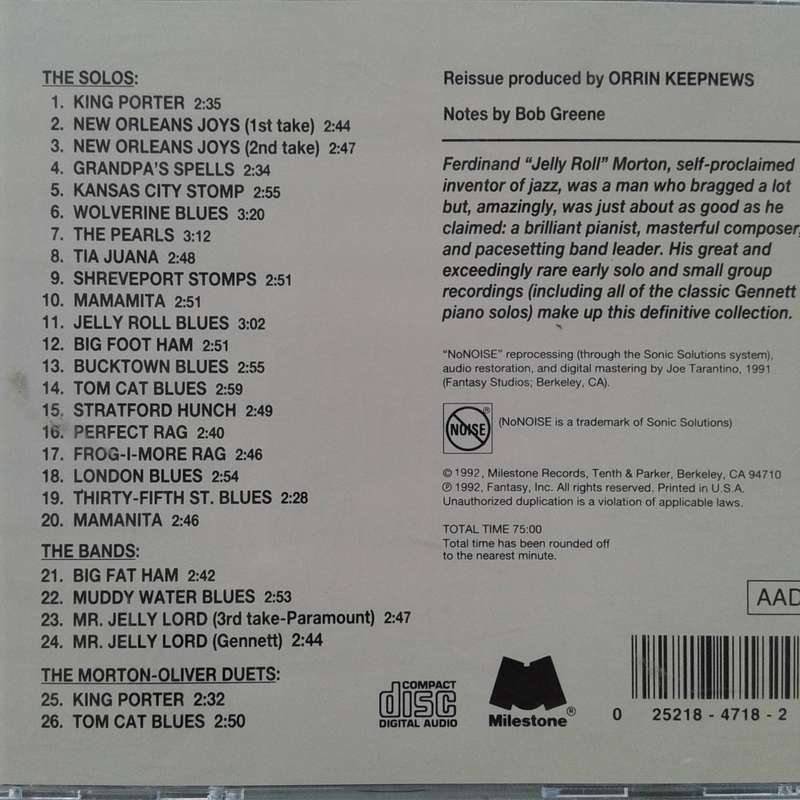 THE SOLOS:
1. KING PORTER 2:35
2. NEW ORLEANS JOYS (1st take) 2:44
3. NEW ORLEANS JOYS (2nd take) 2:47
4. GRANDPA'S SPELLS 2:34
5. KANSAS CITY STOMP 2:55
6. WOLVERINE BLUES 3:20
7. THE PEARLS 3:12
8. TIA JUANA 2:48
9. SHREVEPORT STOMPS 2:51
10. MAMAMITA 2:51
11. JELLY ROLL BLUES 3:02
12. BIG FOOT HAM 2:51
13. BUCKTOWN BLUES 2:55
14. TOM CAT BLUES 2:59
15. STRATFORD HUNCH 2:49
16. PERFECT RAG 2:40
17. FROG-I-MORE RAG 2:46
18. LONDON BLUES 2:54
19. THIRTY-FIFTH ST. BLUES 2:28
20. MAMANITA 2:46
THE BANDS:
21. BIG FAT HAM 2:42
22. MUDDY WATER BLUES 2:53
23. MR. JELLY LORD (3rd take-Paramount) 2:47
24. MR. JELLY LORD (Gennett) 2:44
THE MORTON-OLIVER DUETS:
25. KING PORTER 2:32
26. TOM CAT BLUES 2:50
Reissue produced by ORRIN KEEPNEWS
Notes by Bob Greene
Ferdinand "Jelly Roll" Morton, self-proclaimed
inventor of jazz, was a man who bragged a lot
but, amazingly, was just about as good as he
claimed: a brilliant pianist, masterful composer,
and pacesetting band leader. His great and
exceedingly rare early solo and small group
recordings (including all of the classic Gennett
piano solos) make up this definitive collection.
"NoNOISE" reprocessing (through the Sonic Solutions system),
audio restoration, and digital mastering by Joe Tarantino, 1991
(Fantasy Studios; Berkeley, CA).
NOISE ® (NoNOISE is a trademark of Sonic Solutions)
© 1992, Milestone Records, Tenth & Parker, Berkeley, CA 94710
℗ 1992, Fantasy, Inc. All rights reserved. Printed in U.S.A.
Unauthorized duplication is a violation of applicable laws.
TOTAL TIME 75:00
Total time has been rounded off
to the nearest minute.
AAD
COMPACT
disc
DIGITAL AUDIO
M
Milestone®
0 25218-4718-2